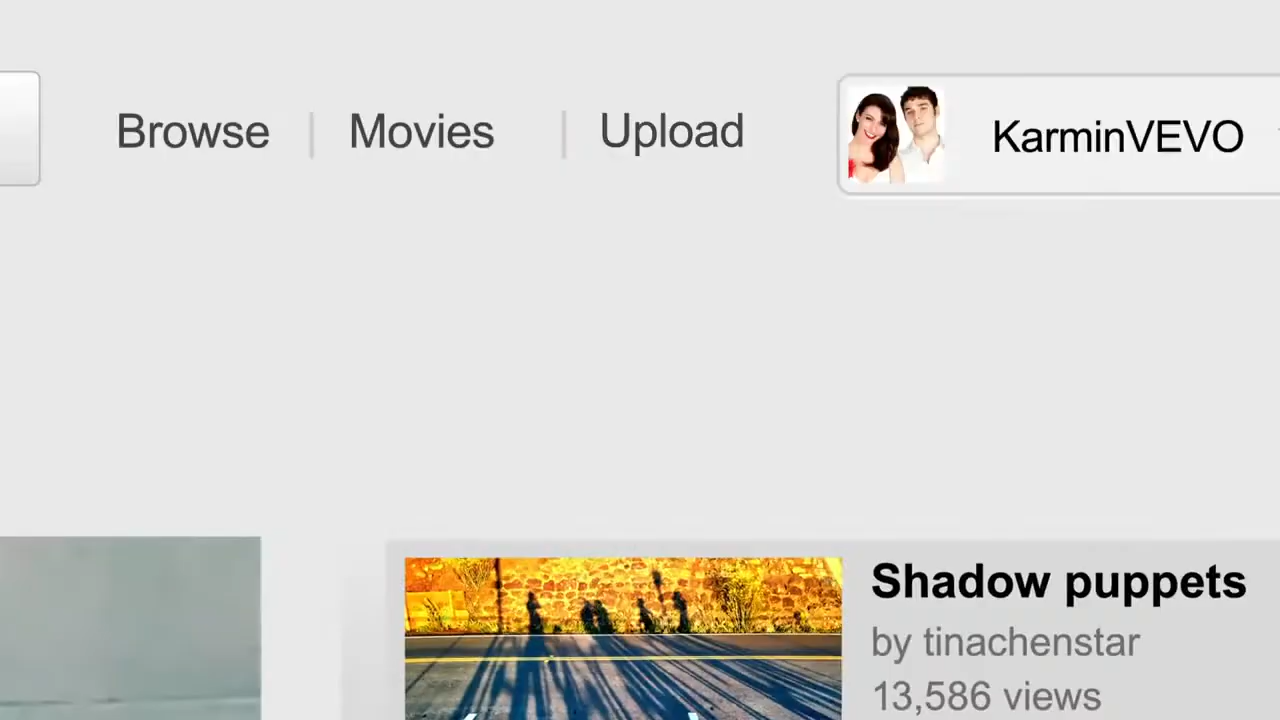 Browse
Movies
Upload
KarminVEVO
Shadow puppets
by tinachenstar
13,586 views